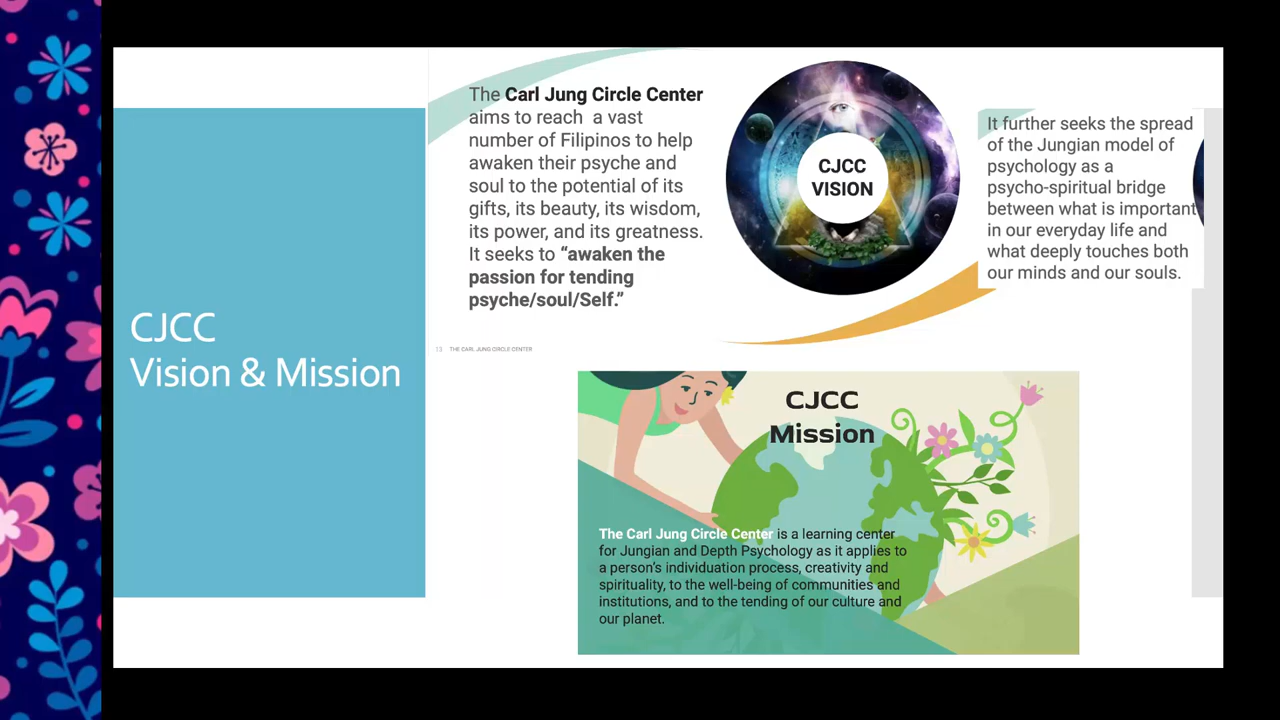 CJCC
Vision & Mission
The Carl Jung Circle Center
aims to reach a vast
number of Filipinos to help
awaken their psyche and
soul to the potential of its
gifts, its beauty, its wisdom,
its power, and its greatness.
It seeks to “awaken the
passion for tending
psyche/soul/Self.”
13 THE CARL JUNG CIRCLE CENTER
CJCC
VISION
It further seeks the spread
of the Jungian model of
psychology as a
psycho-spiritual bridge
between what is important
in our everyday life and
what deeply touches both
our minds and our souls.
CJCC
Mission
The Carl Jung Circle Center is a learning center
for Jungian and Depth Psychology as it applies to
a person's individuation process, creativity and
spirituality, to the well-being of communities and
institutions, and to the tending of our culture and
our planet.